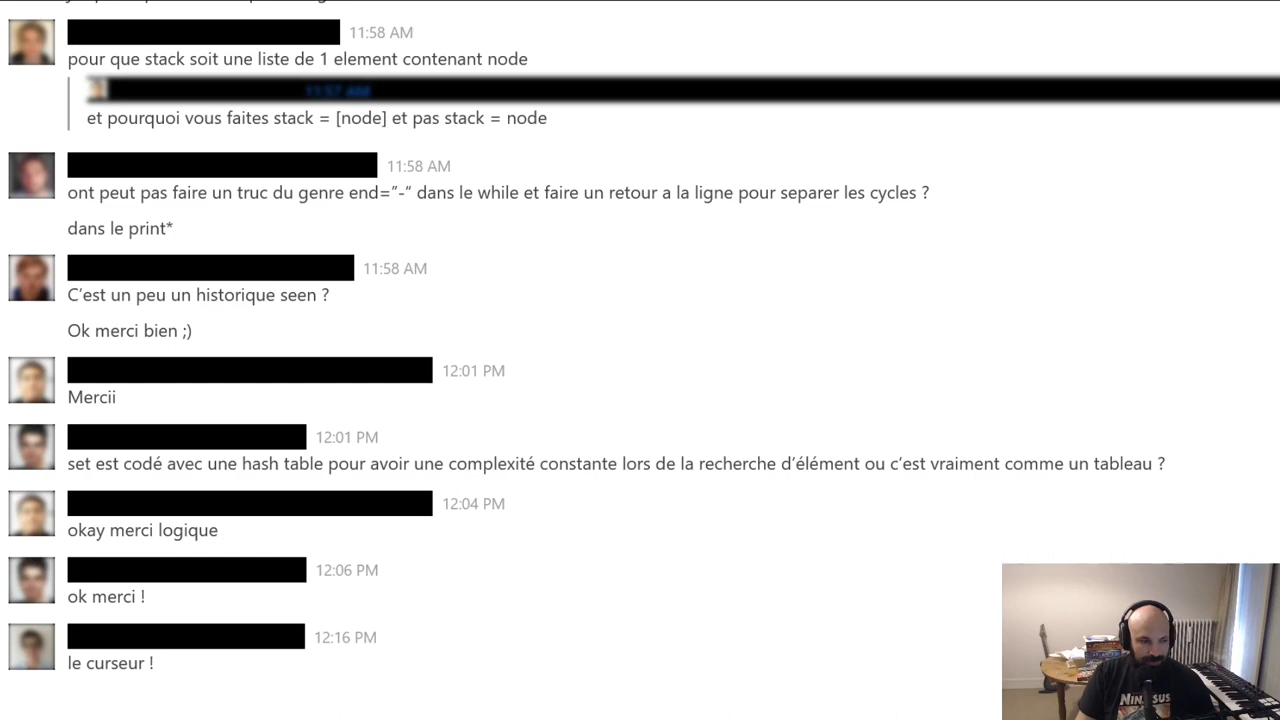 11:58 AM
pour que stack soit une liste de 1 element contenant node
11:57 AM
et pourquoi vous faites stack = [node] et pas stack = node
11:58 AM
ont peut pas faire un truc du genre end=”-“ dans le while et faire un retour a la ligne pour separer les cycles ?
dans le print*
11:58 AM
C’est un peu un historique seen ?
Ok merci bien ;)
12:01 PM
Mercii
12:01 PM
set est codé avec une hash table pour avoir une complexité constante lors de la recherche d’élément ou c’est vraiment comme un tableau ?
12:04 PM
okay merci logique
12:06 PM
ok merci !
12:16 PM
le curseur !